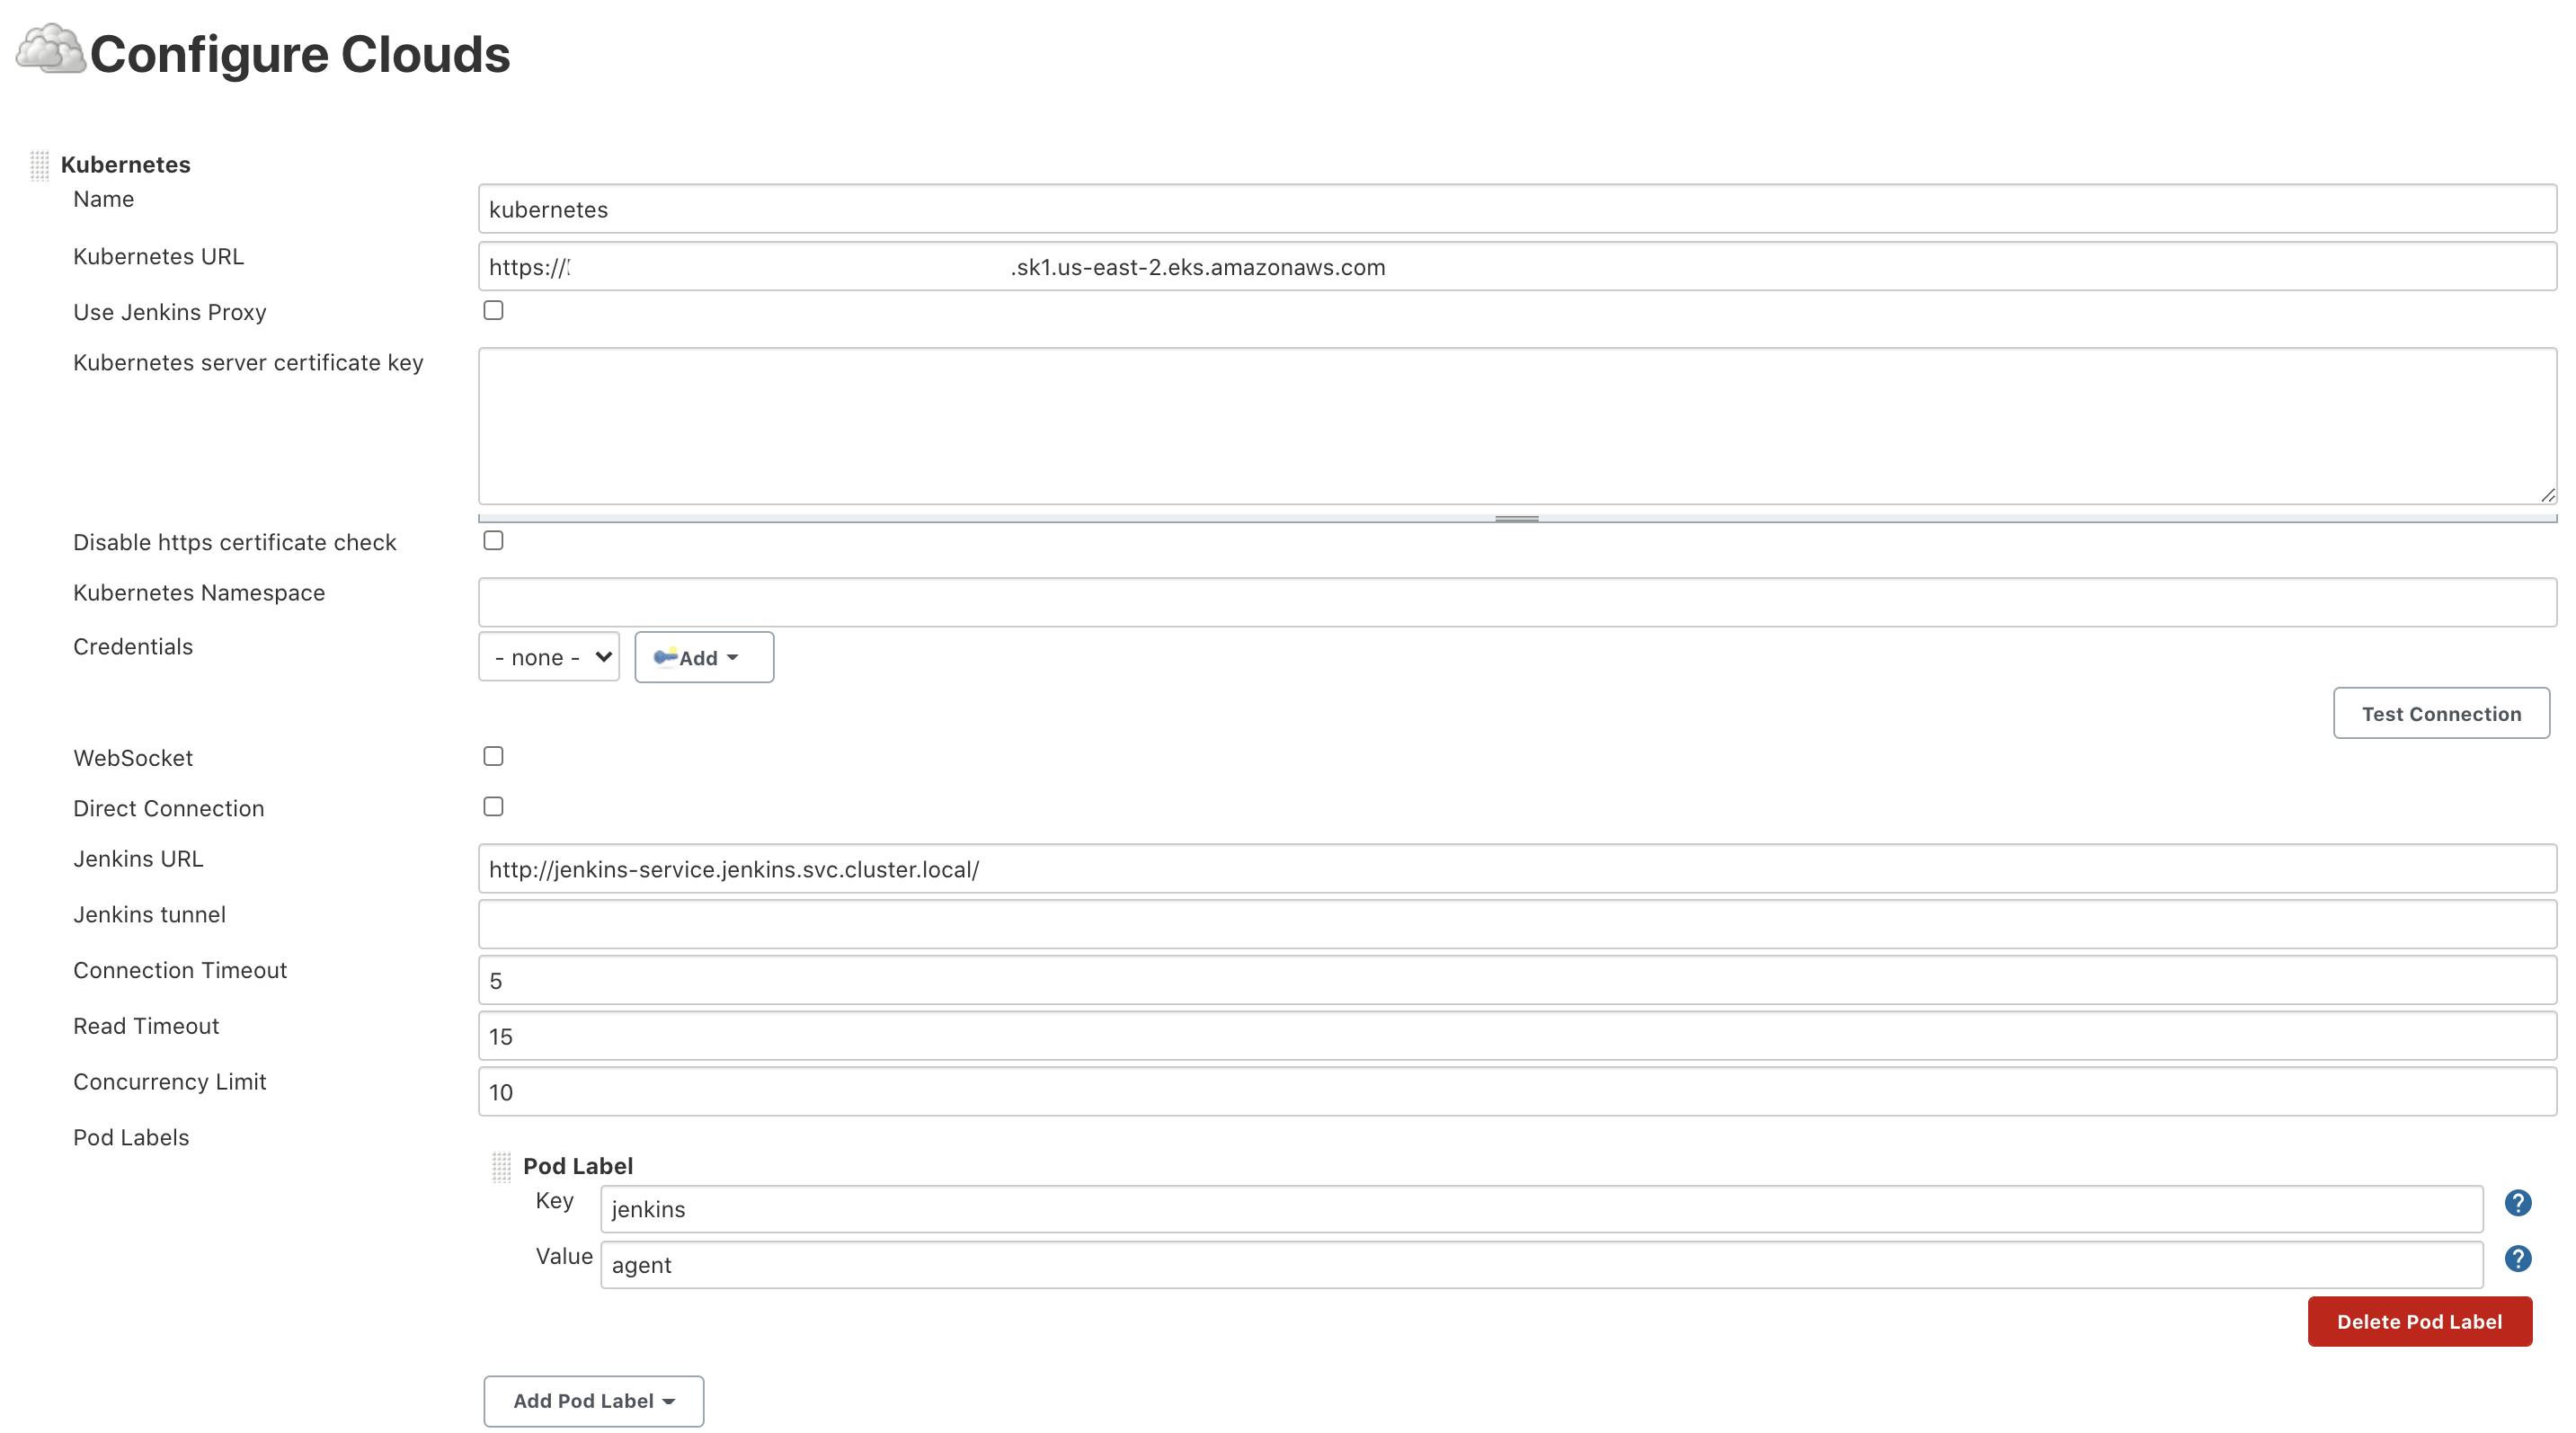 Configure Clouds
Kubernetes
Name
kubernetes
Kubernetes URL
https:// .sk1.us-east-2.eks.amazonaws.com
Use Jenkins Proxy
Kubernetes server certificate key
Disable https certificate check
Kubernetes Namespace
Credentials
- none -
Add
Test Connection
WebSocket
Direct Connection
Jenkins URL
http://jenkins-service.jenkins.svc.cluster.local/
Jenkins tunnel
Connection Timeout
5
Read Timeout
15
Concurrency Limit
10
Pod Labels
Pod Label
Key
jenkins
?
Value
agent
?
Delete Pod Label
Add Pod Label